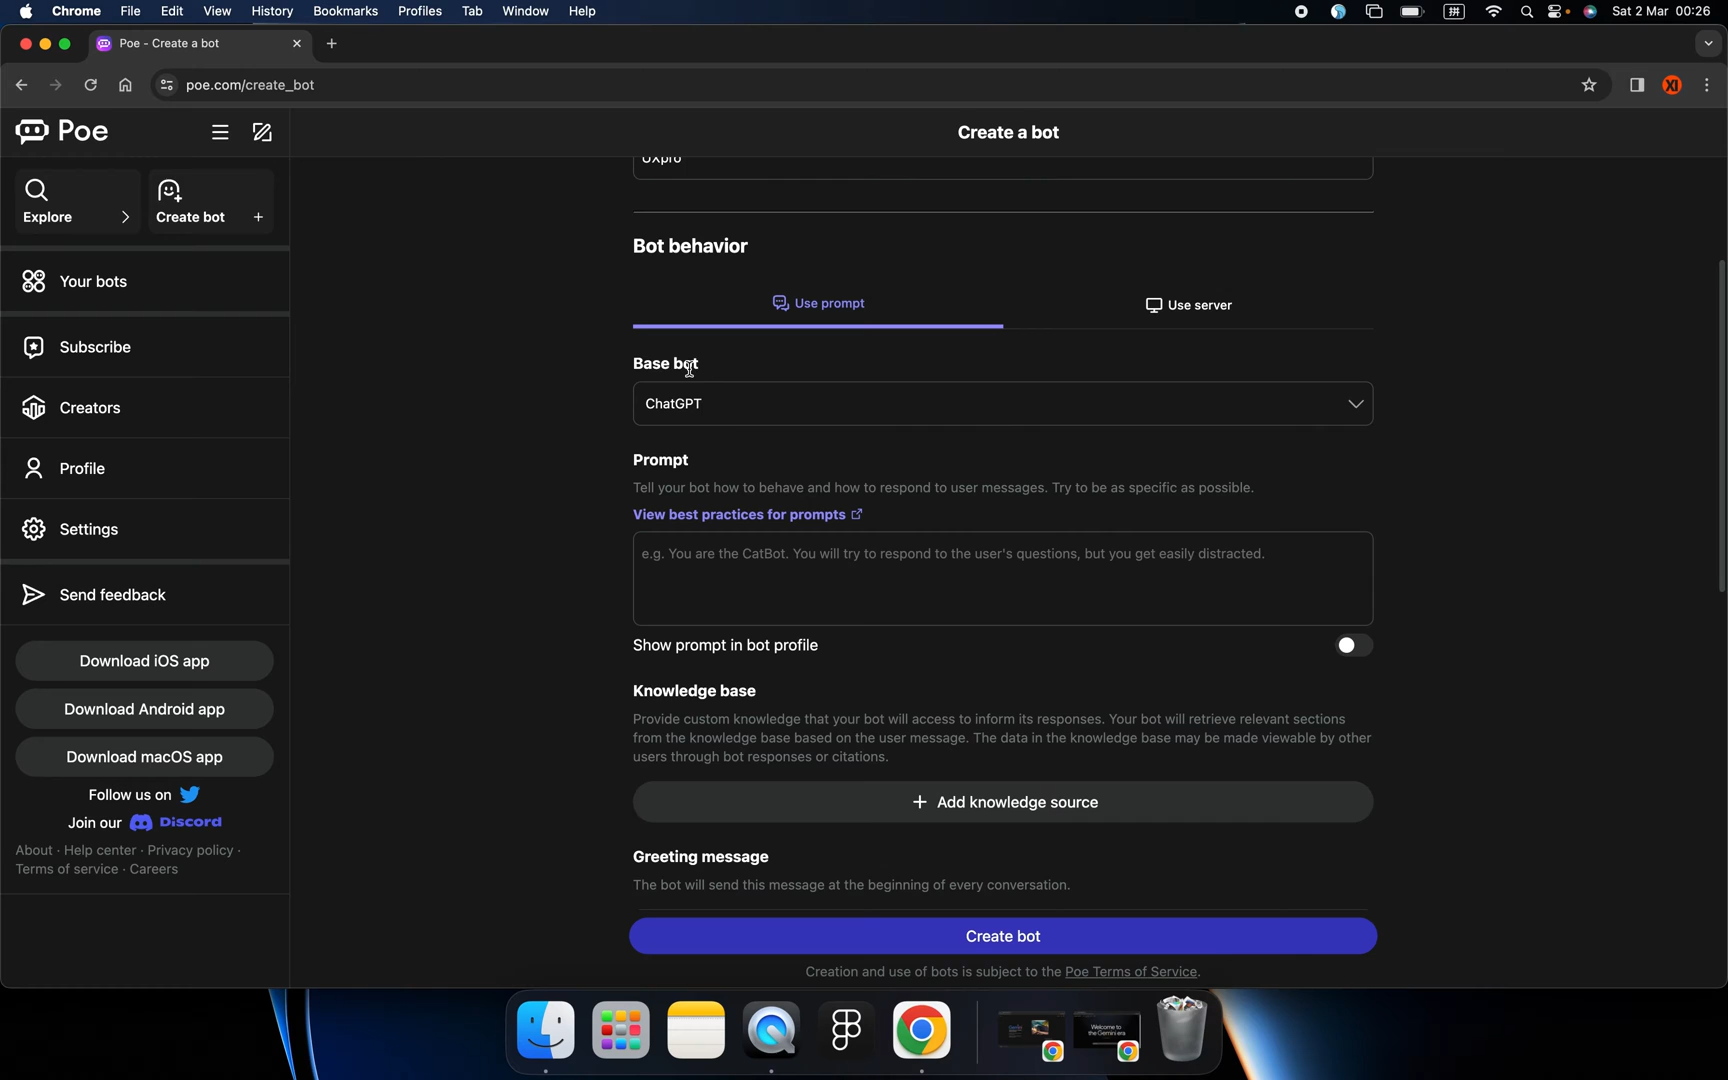 Chrome File Edit View History Bookmarks Profiles Tab Window Help Sat 2 Mar 00:26
Poe - Create a bot
poe.com/create_bot
XI
Poe
Explore
Create bot +
Your bots
Subscribe
Creators
Profile
Settings
Send feedback
Download iOS app
Download Android app
Download macOS app
Follow us on
Join our Discord
About · Help center · Privacy policy ·
Terms of service · Careers
Create a bot
UXpro
Bot behavior
Use prompt
Use server
Base bot
ChatGPT
Prompt
Tell your bot how to behave and how to respond to user messages. Try to be as specific as possible.
View best practices for prompts
e.g. You are the CatBot. You will try to respond to the user's questions, but you get easily distracted.
Show prompt in bot profile
Knowledge base
Provide custom knowledge that your bot will access to inform its responses. Your bot will retrieve relevant sections
from the knowledge base based on the user message. The data in the knowledge base may be made viewable by other
users through bot responses or citations.
+ Add knowledge source
Greeting message
The bot will send this message at the beginning of every conversation.
Create bot
Creation and use of bots is subject to the Poe Terms of Service.
Welcome to
the Gemini era